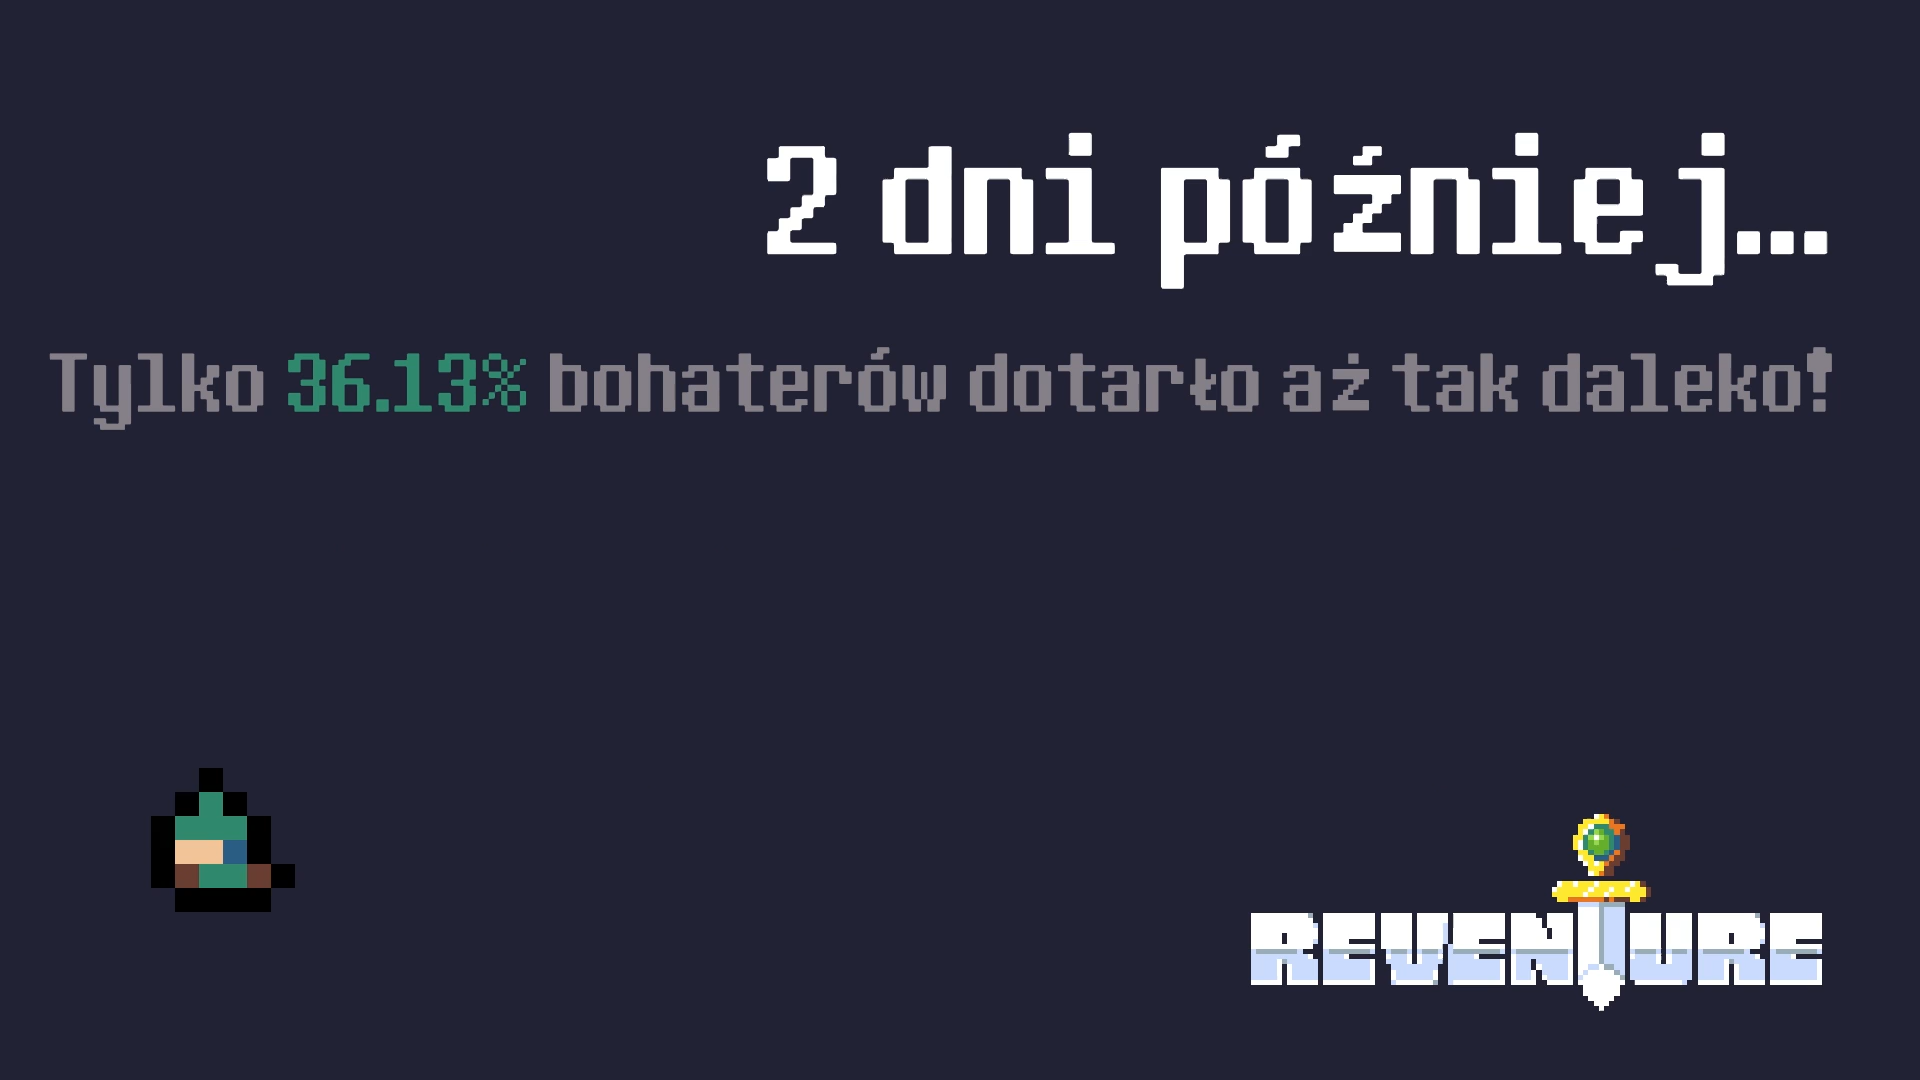 2 dni później...
Tylko 36.13% bohaterów dotarło aż tak daleko!
REVENTURE